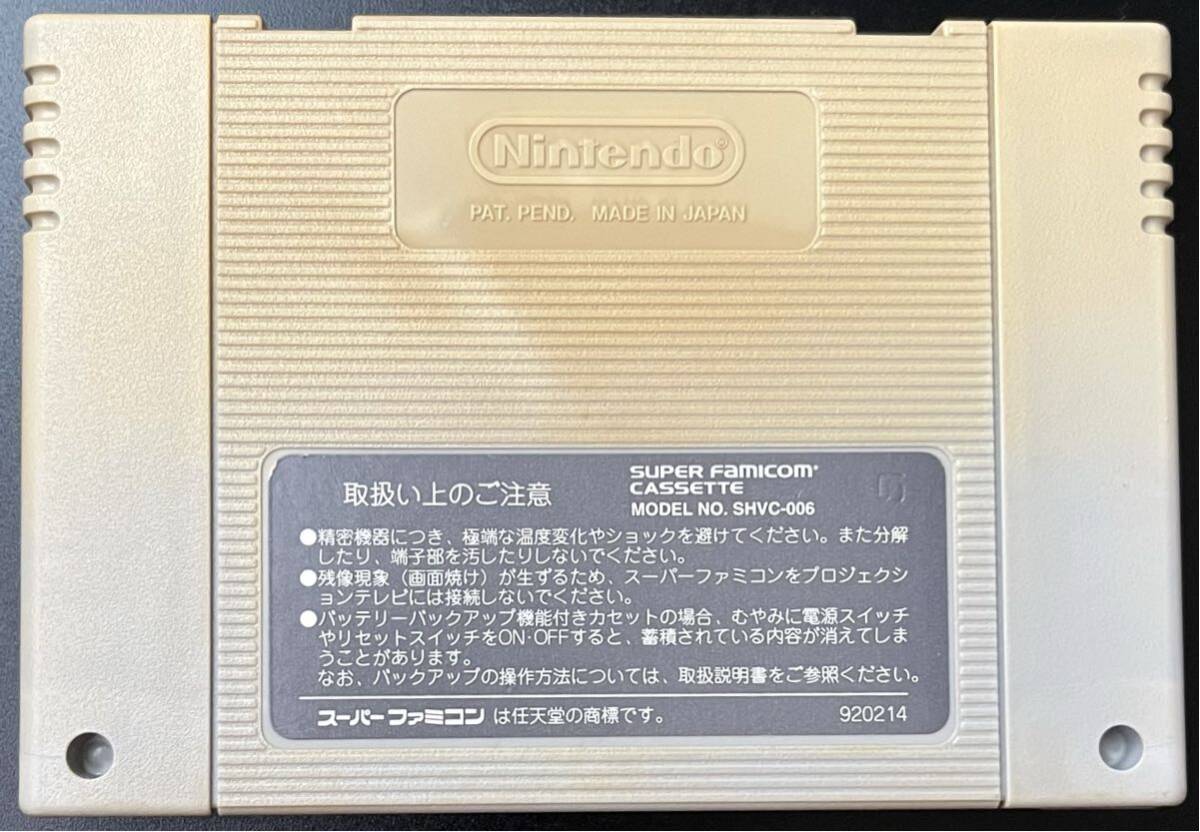 Nintendo®
PAT. PEND. MADE IN JAPAN
取扱い上のご注意
SUPER FAMICOM®
CASSETTE
MODEL NO. SHVC-006
●精密機器につき、極端な温度変化やショックを避けてください。また分解
したり、端子部を汚したりしないでください。
●残像現象（画面焼け）が生ずるため、スーパーファミコンをプロジェクシ
ョンテレビには接続しないでください。
●バッテリーバックアップ機能付きカセットの場合、むやみに電源スイッチ
やリセットスイッチをON·OFFすると、蓄積されている内容が消えてしま
うことがあります。
なお、バックアップの操作方法については、取扱説明書をご参照ください。
スーパーファミコン は任天堂の商標です。
920214